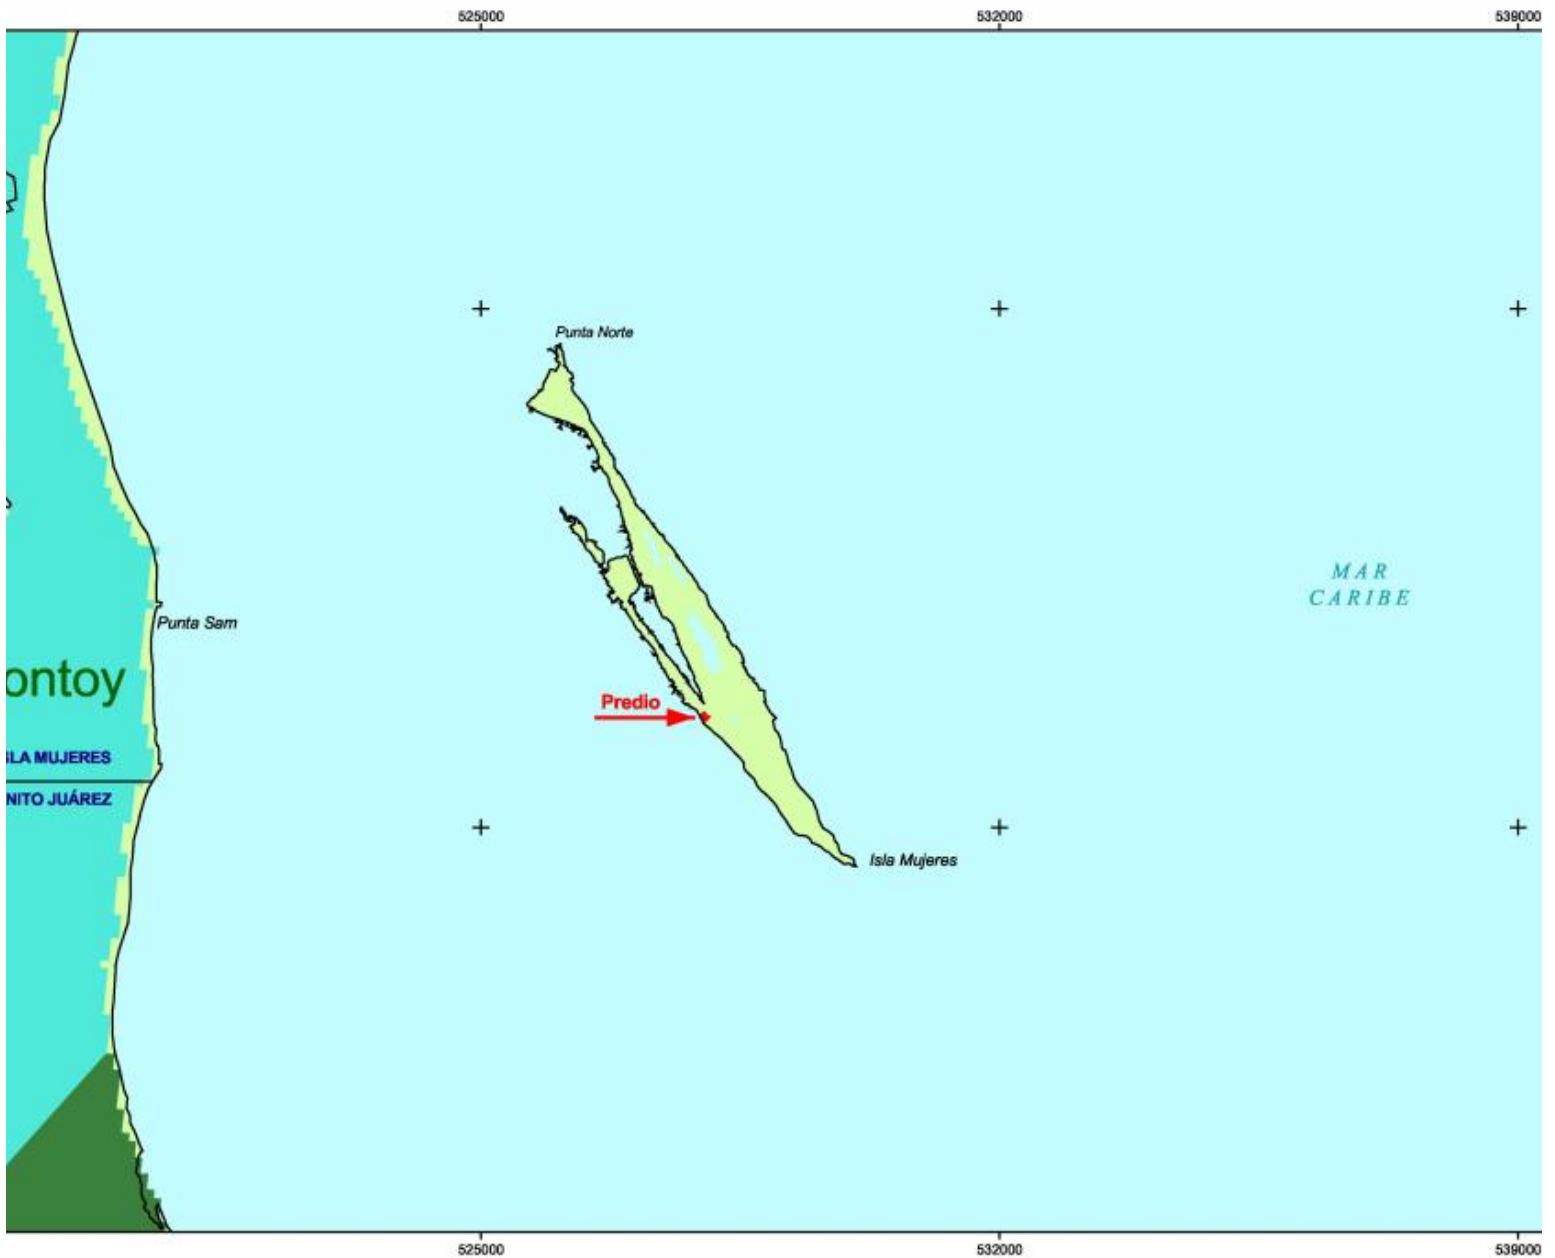 525000
532000
539000
Punta Norte
MAR
CARIBE
Punta Sam
ontoy
Predio
SLA MUJERES
NITO JUÁREZ
Isla Mujeres
525000
532000
539000